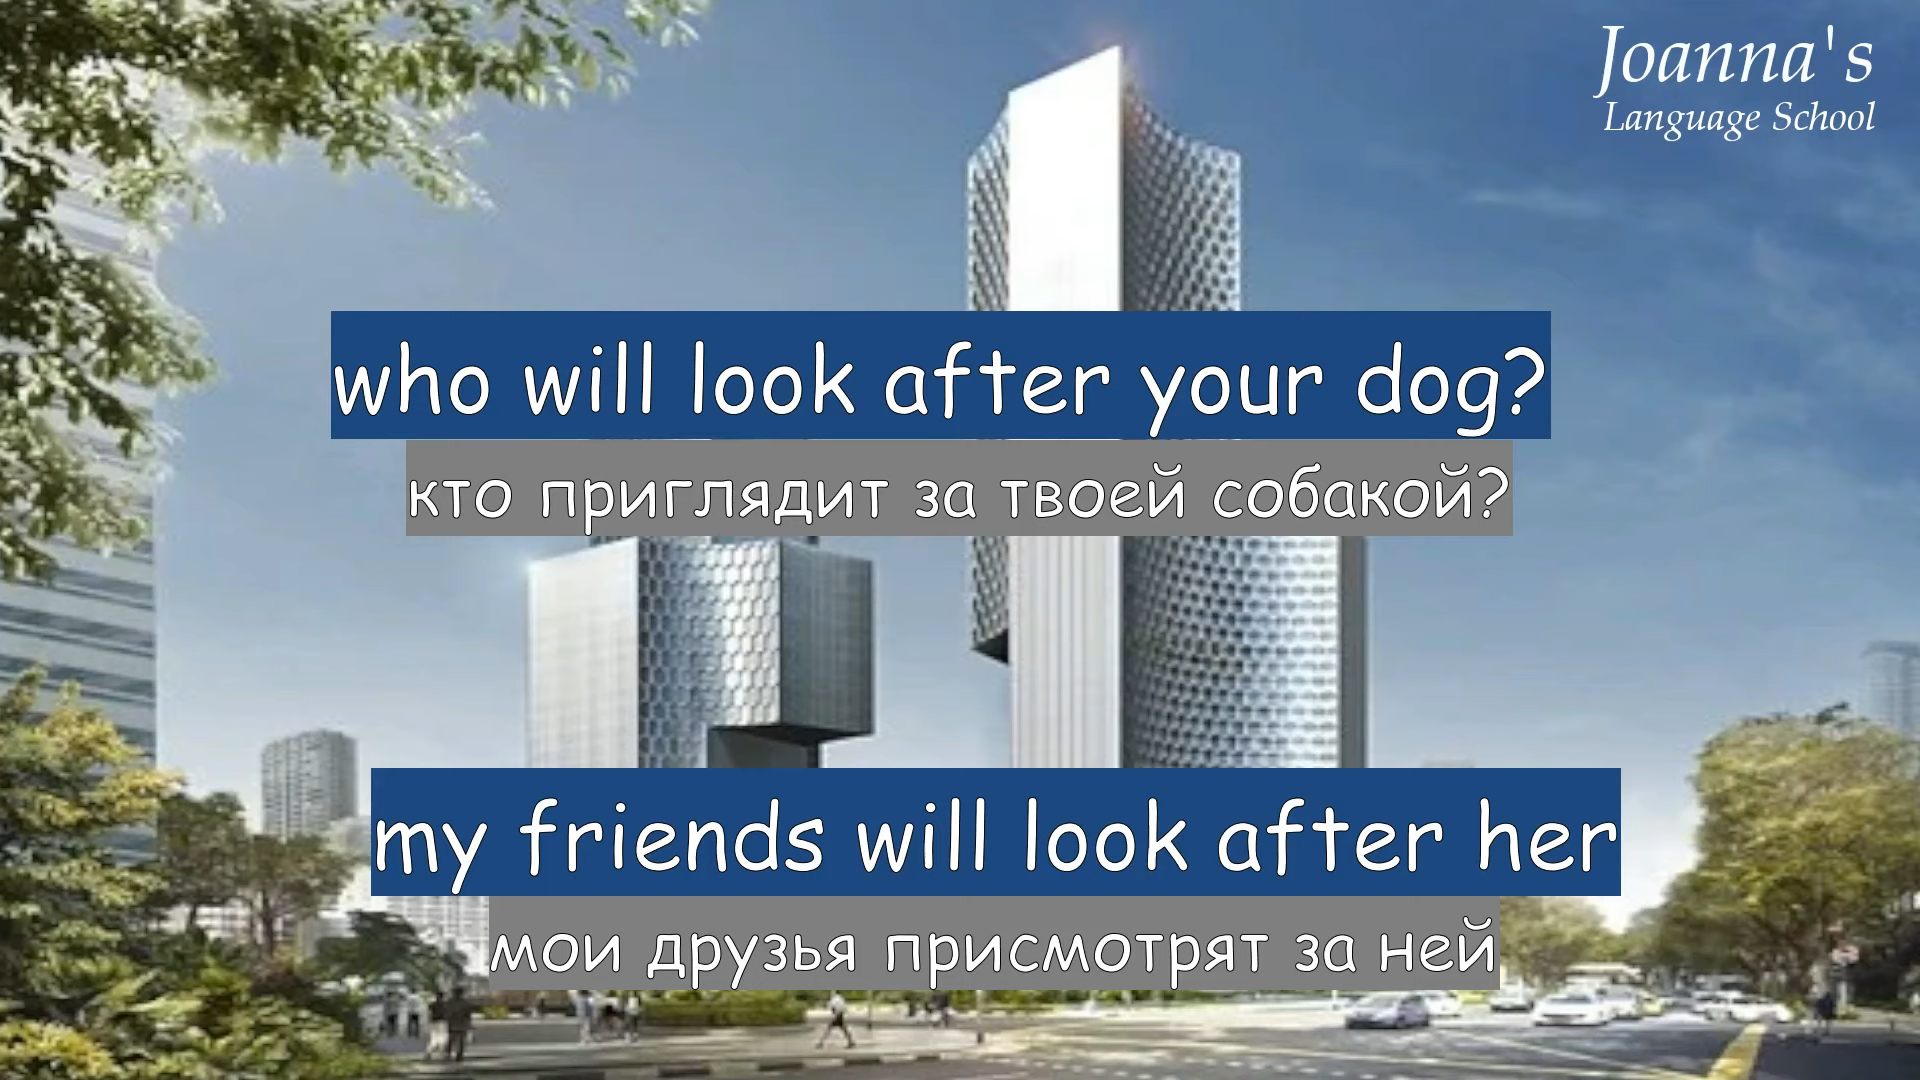 Joanna's
Language School
who will look after your dog?
кто приглядит за твоей собакой?
my friends will look after her
мои друзья присмотрят за ней